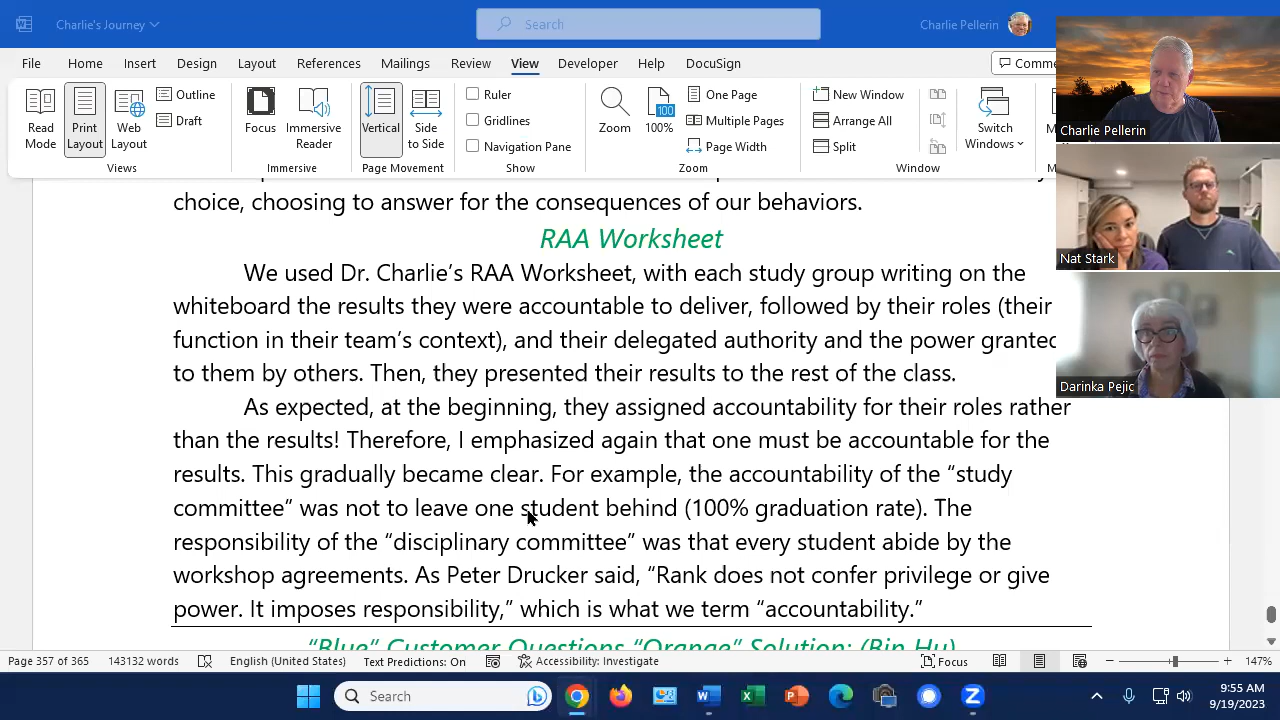 Charlie's Journey
Search
Charlie Pellerin
File Home Insert Design Layout References Mailings Review View Developer Help DocuSign
Read Mode
Print Layout
Web Layout
Outline
Draft
Views
Focus
Immersive Reader
Immersive
Vertical
Side to Side
Page Movement
Ruler
Gridlines
Navigation Pane
Show
Zoom
100
100%
One Page
Multiple Pages
Page Width
Zoom
New Window
Arrange All
Split
Switch Windows
Window
Charlie Pellerin
Nat Stark
Darinka Pejic
choice, choosing to answer for the consequences of our behaviors.
RAA Worksheet
We used Dr. Charlie’s RAA Worksheet, with each study group writing on the
whiteboard the results they were accountable to deliver, followed by their roles (their
function in their team’s context), and their delegated authority and the power granted
to them by others. Then, they presented their results to the rest of the class.
As expected, at the beginning, they assigned accountability for their roles rather
than the results! Therefore, I emphasized again that one must be accountable for the
results. This gradually became clear. For example, the accountability of the “study
committee” was not to leave one student behind (100% graduation rate). The
responsibility of the “disciplinary committee” was that every student abide by the
workshop agreements. As Peter Drucker said, “Rank does not confer privilege or give
power. It imposes responsibility,” which is what we term “accountability.”
“Blue” Customer Questions “Orange” Solution: (Bin Hu)
Page 357 of 365 143132 words English (United States) Text Predictions: On Accessibility: Investigate Focus 147%
Search
9:55 AM
9/19/2023